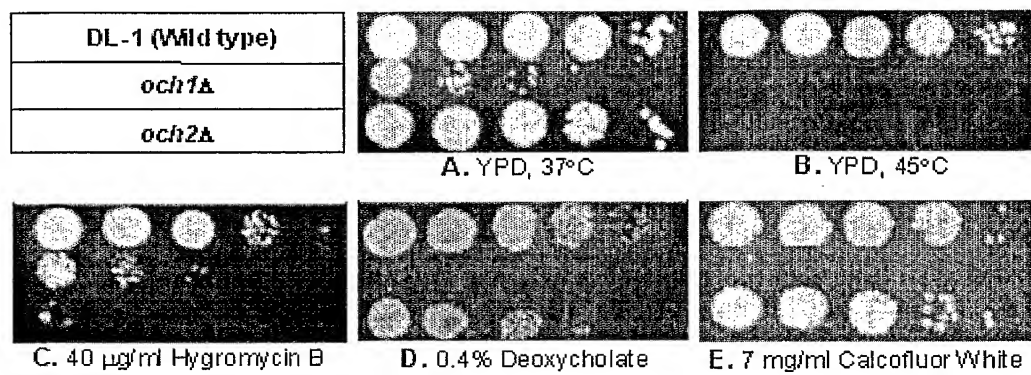 DL-1 (Wild type)
och1Δ
och2Δ
A. YPD, 37°C
B. YPD, 45°C
C. 40 µg/ml Hygromycin B
D. 0.4% Deoxycholate
E. 7 mg/ml Calcofluor White